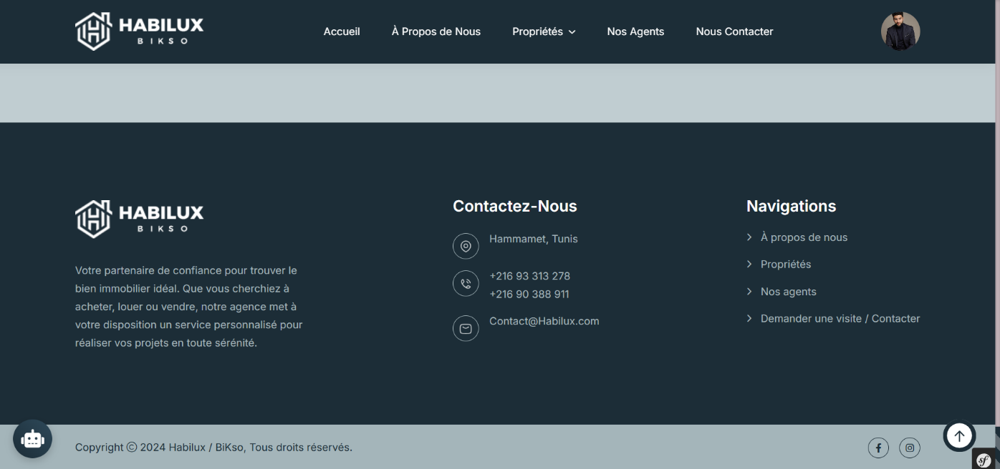 HABILUX
BIKSO
Accueil
À Propos de Nous
Propriétés
Nos Agents
Nous Contacter
HABILUX
BIKSO
Votre partenaire de confiance pour trouver le
bien immobilier idéal. Que vous cherchiez à
acheter, louer ou vendre, notre agence met à
votre disposition un service personnalisé pour
réaliser vos projets en toute sérénité.
Contactez-Nous
Hammamet, Tunis
+216 93 313 278
+216 90 388 911
Contact@Habilux.com
Navigations
À propos de nous
Propriétés
Nos agents
Demander une visite / Contacter
Copyright © 2024 Habilux / BiKso, Tous droits réservés.
sf